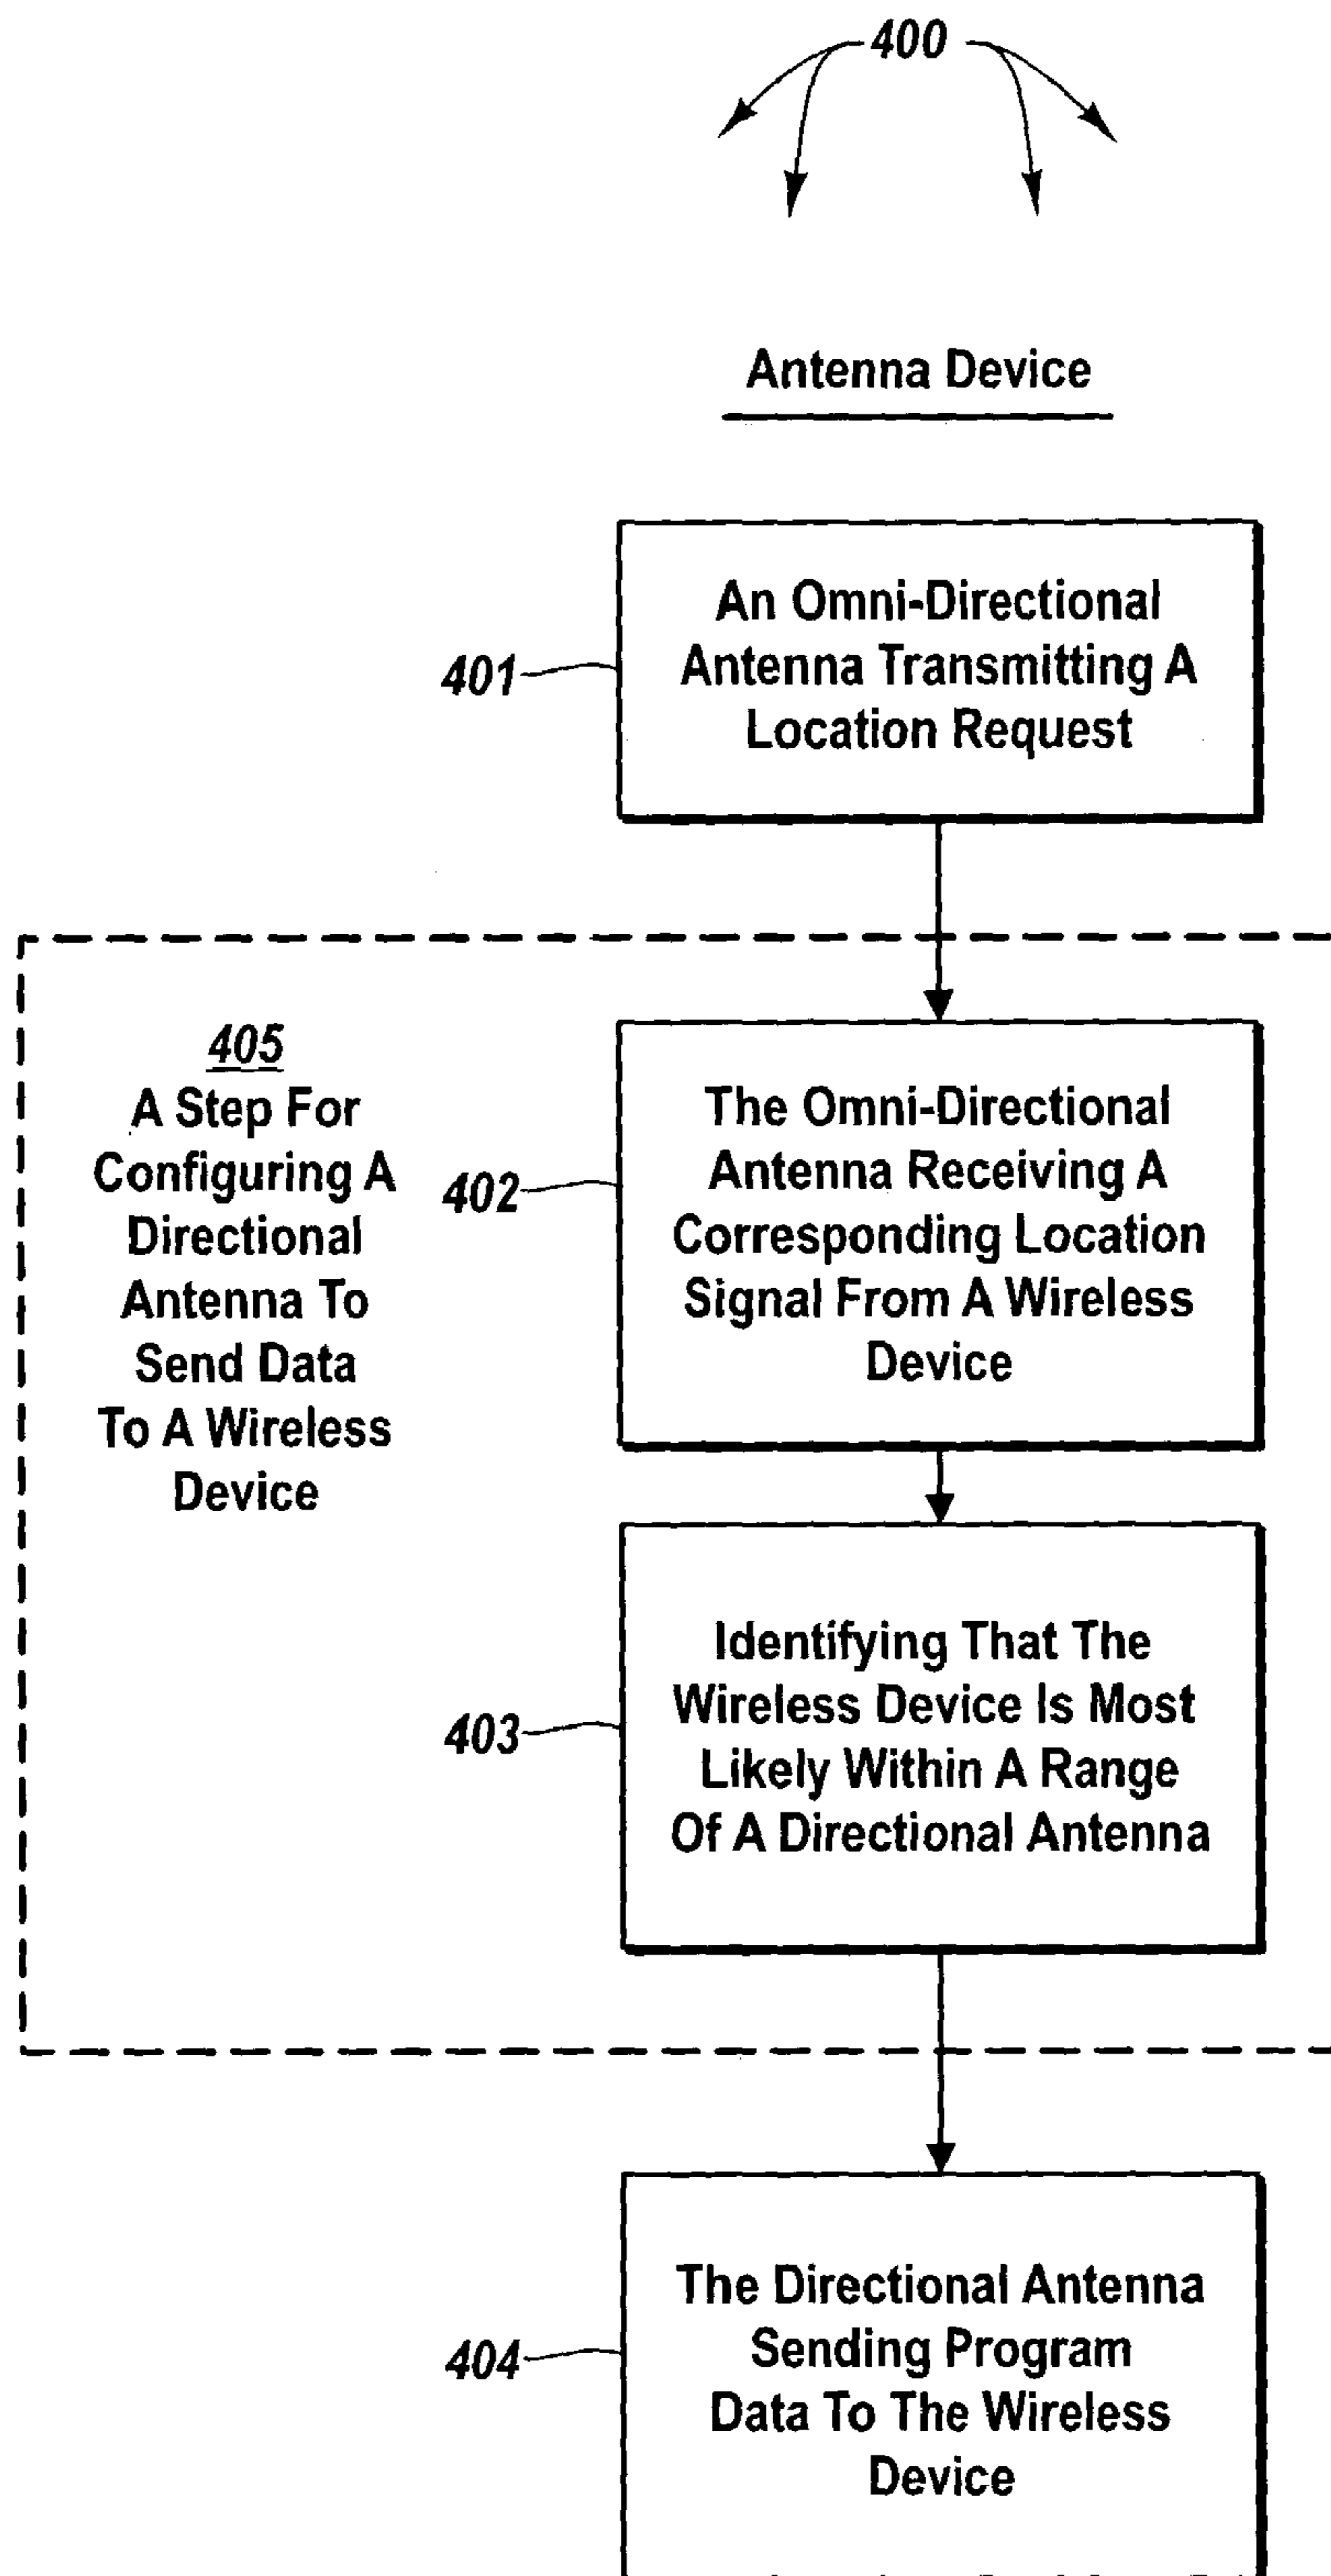 400
Antenna Device
401
An Omni-Directional
Antenna Transmitting A
Location Request
405
A Step For
Configuring A
Directional
Antenna To
Send Data
To A Wireless
Device
402
The Omni-Directional
Antenna Receiving A
Corresponding Location
Signal From A Wireless
Device
403
Identifying That The
Wireless Device Is Most
Likely Within A Range
Of A Directional Antenna
404
The Directional Antenna
Sending Program
Data To The Wireless
Device